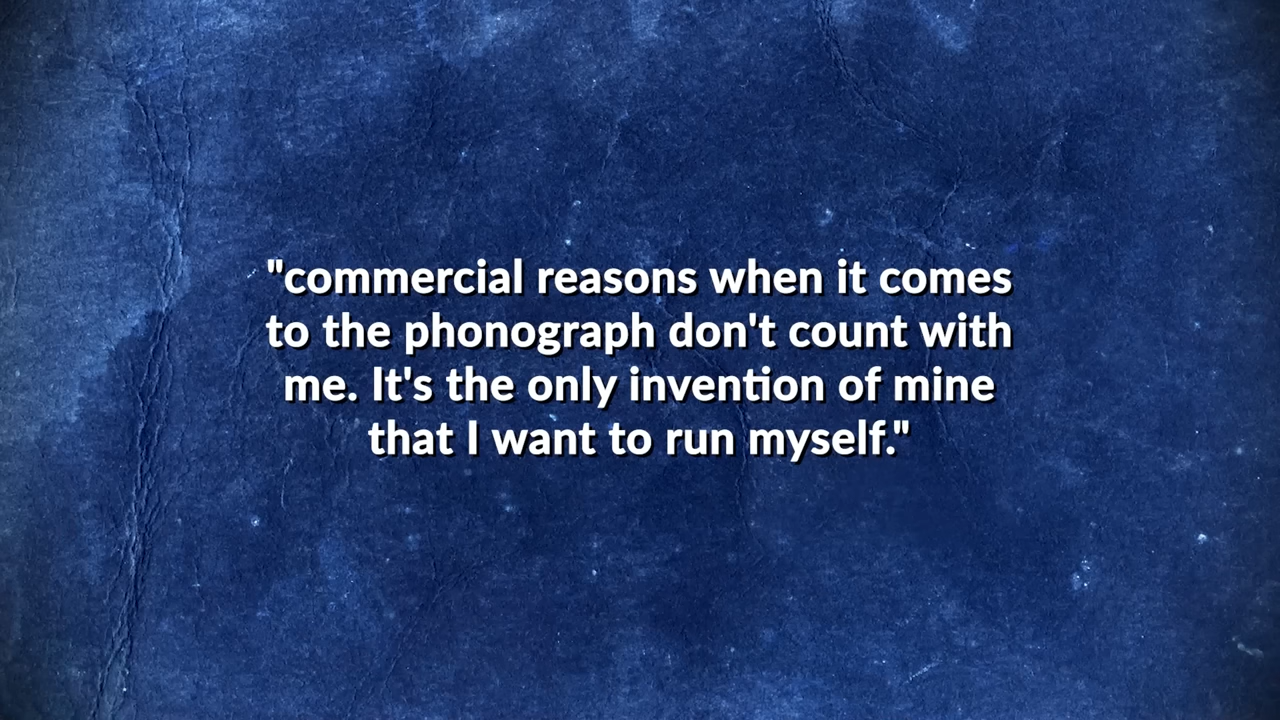 "commercial reasons when it comes
to the phonograph don't count with
me. It's the only invention of mine
that I want to run myself."